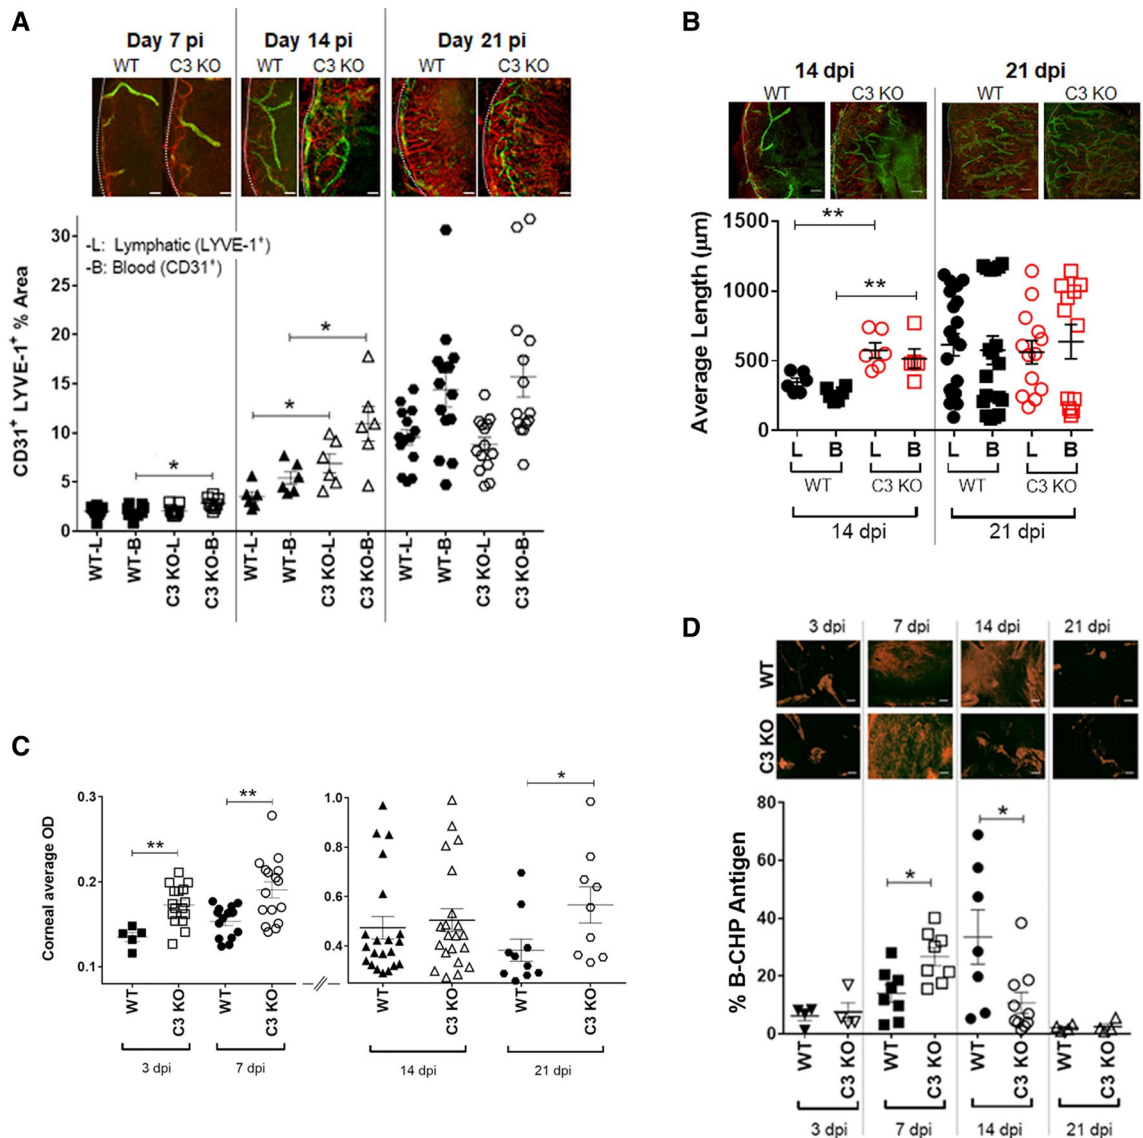 A
Day 7 pi Day 14 pi Day 21 pi
WT C3 KO WT C3 KO WT C3 KO
CD31+ LYVE-1+ % Area
30
25
20
15
10
5
0
-L: Lymphatic (LYVE-1+)
-B: Blood (CD31+)
*
*
*
WT-L WT-B C3 KO-L C3 KO-B WT-L WT-B C3 KO-L C3 KO-B WT-L WT-B C3 KO-L C3 KO-B
B
14 dpi 21 dpi
WT C3 KO WT C3 KO
Average Length (µm)
1500
1000
500
0
**
**
L B L B L B L B
WT C3 KO WT C3 KO
14 dpi 21 dpi
C
Corneal average OD
0.3
0.2
0.1
**
**
1.0
0.8
0.6
0.4
*
WT C3 KO WT C3 KO WT C3 KO WT C3 KO
3 dpi 7 dpi 14 dpi 21 dpi
D
3 dpi 7 dpi 14 dpi 21 dpi
WT
C3 KO
% B-CHP Antigen
80
60
40
20
0
*
*
WT C3 KO WT C3 KO WT C3 KO WT C3 KO
3 dpi 7 dpi 14 dpi 21 dpi